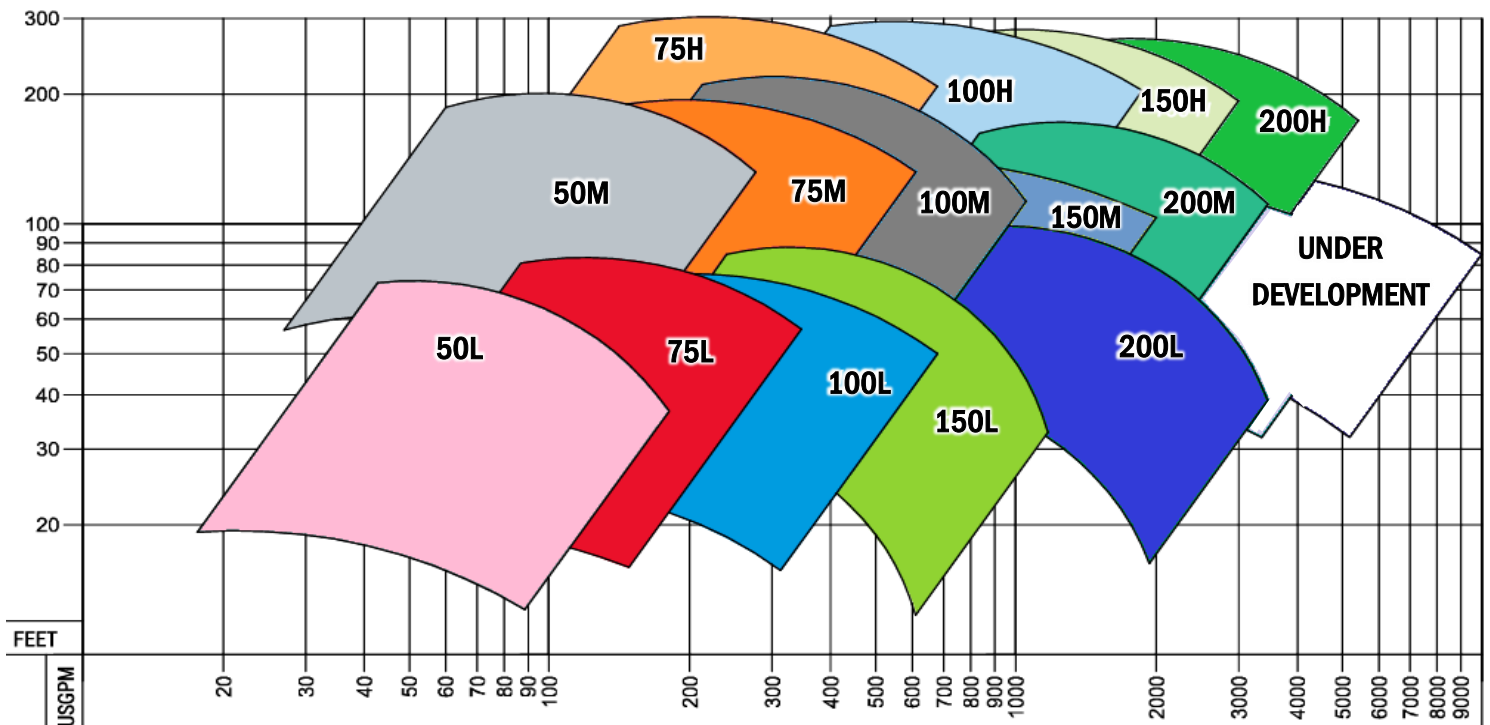 300
75H
100H
150H
200H
200
50M
75M
100M
150M
200M
100
90
80
70
60
50
40
30
20
UNDER
DEVELOPMENT
50L
75L
100L
150L
200L
FEET
USGPM
20
30
40
50
60
70
80
90
100
200
300
400
500
600
700
800
900
1000
2000
3000
4000
5000
6000
7000
8000
9000